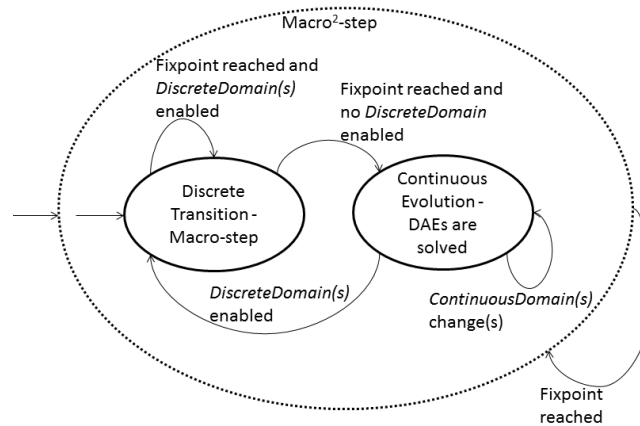 Macro²-step
Fixpoint reached and
DiscreteDomain(s)
enabled
Fixpoint reached and
no DiscreteDomain
enabled
Discrete
Transition -
Macro-step
Continuous
Evolution -
DAEs are
solved
DiscreteDomain(s)
enabled
ContinuousDomain(s)
change(s)
Fixpoint
reached